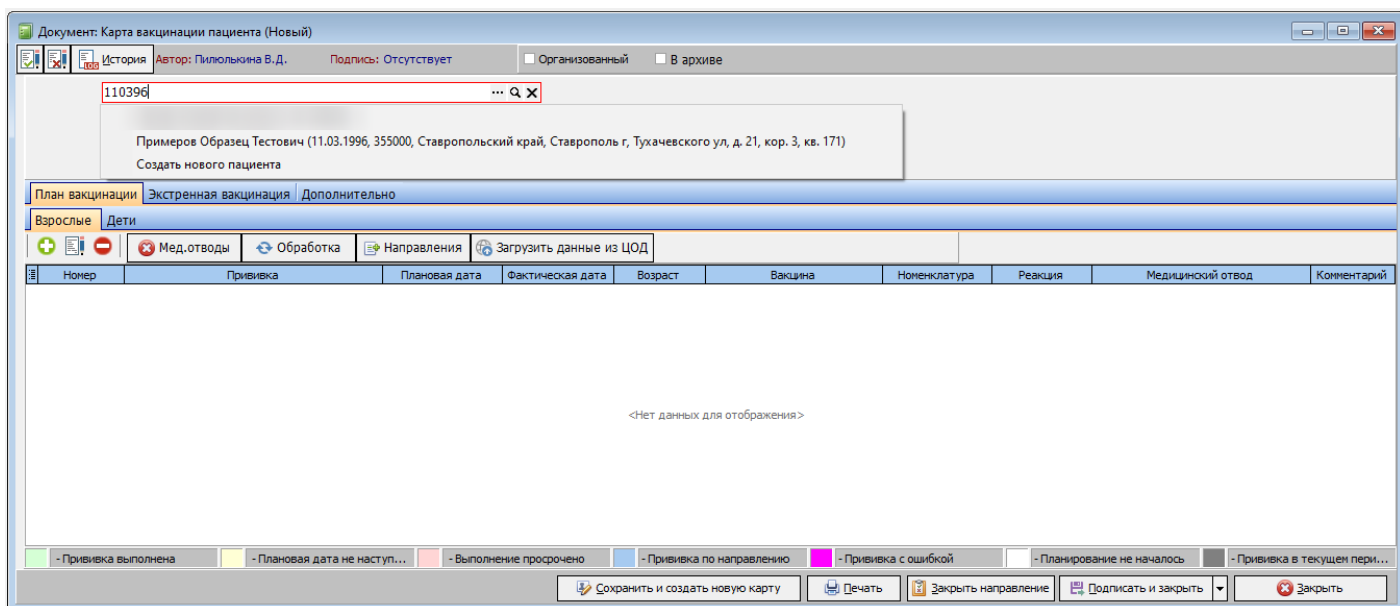 Документ: Карта вакцинации пациента (Новый)
LOG История Автор: Пилюлькина В.Д. Подпись: Отсутствует Организованный В архиве
110396
Примеров Образец Тестович (11.03.1996, 355000, Ставропольский край, Ставрополь г, Тухачевского ул, д. 21, кор. 3, кв. 171)
Создать нового пациента
План вакцинации Экстренная вакцинация Дополнительно
Взрослые Дети
Мед.отводы Обработка Направления Загрузить данные из ЦОД
Номер Прививка Плановая дата Фактическая дата Возраст Вакцина Номенклатура Реакция Медицинский отвод Комментарий
<Нет данных для отображения>
- Прививка выполнена - Плановая дата не наступ... - Выполнение просрочено - Прививка по направлению - Прививка с ошибкой - Планирование не началось - Прививка в текущем пери...
Сохранить и создать новую карту Печать Закрыть направление Подписать и закрыть Закрыть